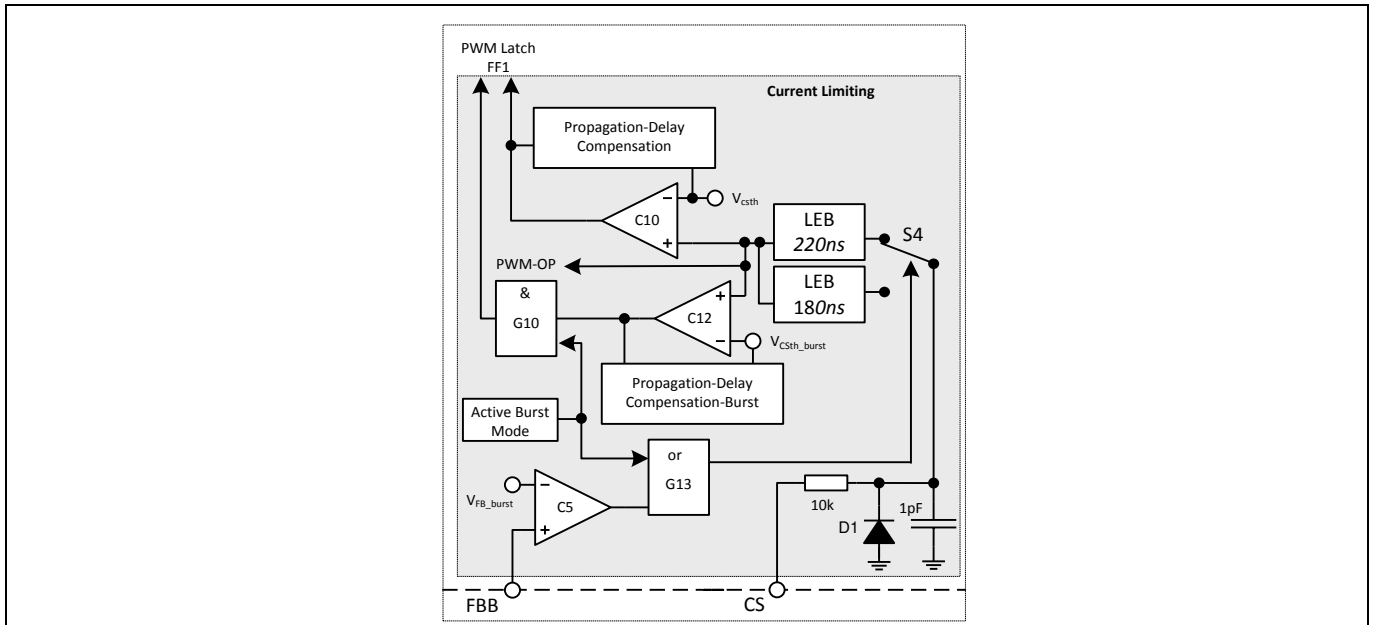 PWM Latch
FF1
Current Limiting
Propagation-Delay
Compensation
−
Vcsth
C10
+
LEB
220ns
S4
PWM-OP
LEB
180ns
&
G10
+
C12
−
VCSth_burst
Propagation-Delay
Compensation-Burst
Active Burst
Mode
or
G13
−
VFB_burst
C5
+
10k
1pF
D1
FBB
CS